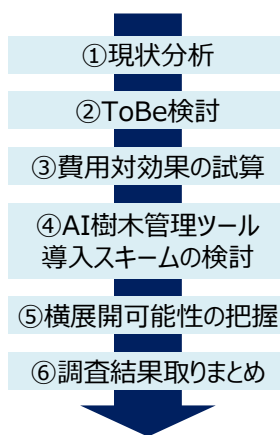 ①現状分析
②ToBe検討
③費用対効果の試算
④AI樹木管理ツール
導入スキームの検討
⑤横展開可能性の把握
⑥調査結果取りまとめ